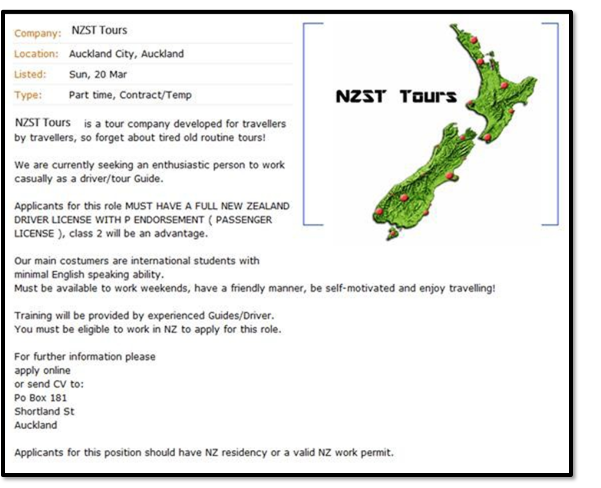 Company: NZST Tours
Location: Auckland City, Auckland
Listed: Sun, 20 Mar
Type: Part time, Contract/Temp
NZST Tours
NZST Tours is a tour company developed for travellers
by travellers, so forget about tired old routine tours!
We are currently seeking an enthusiastic person to work
casually as a driver/tour Guide.
Applicants for this role MUST HAVE A FULL NEW ZEALAND
DRIVER LICENSE WITH P ENDORSEMENT ( PASSENGER
LICENSE ), class 2 will be an advantage.
Our main costumers are international students with
minimal English speaking ability.
Must be available to work weekends, have a friendly manner, be self-motivated and enjoy travelling!
Training will be provided by experienced Guides/Driver.
You must be eligible to work in NZ to apply for this role.
For further information please
apply online
or send CV to:
Po Box 181
Shortland St
Auckland
Applicants for this position should have NZ residency or a valid NZ work permit.